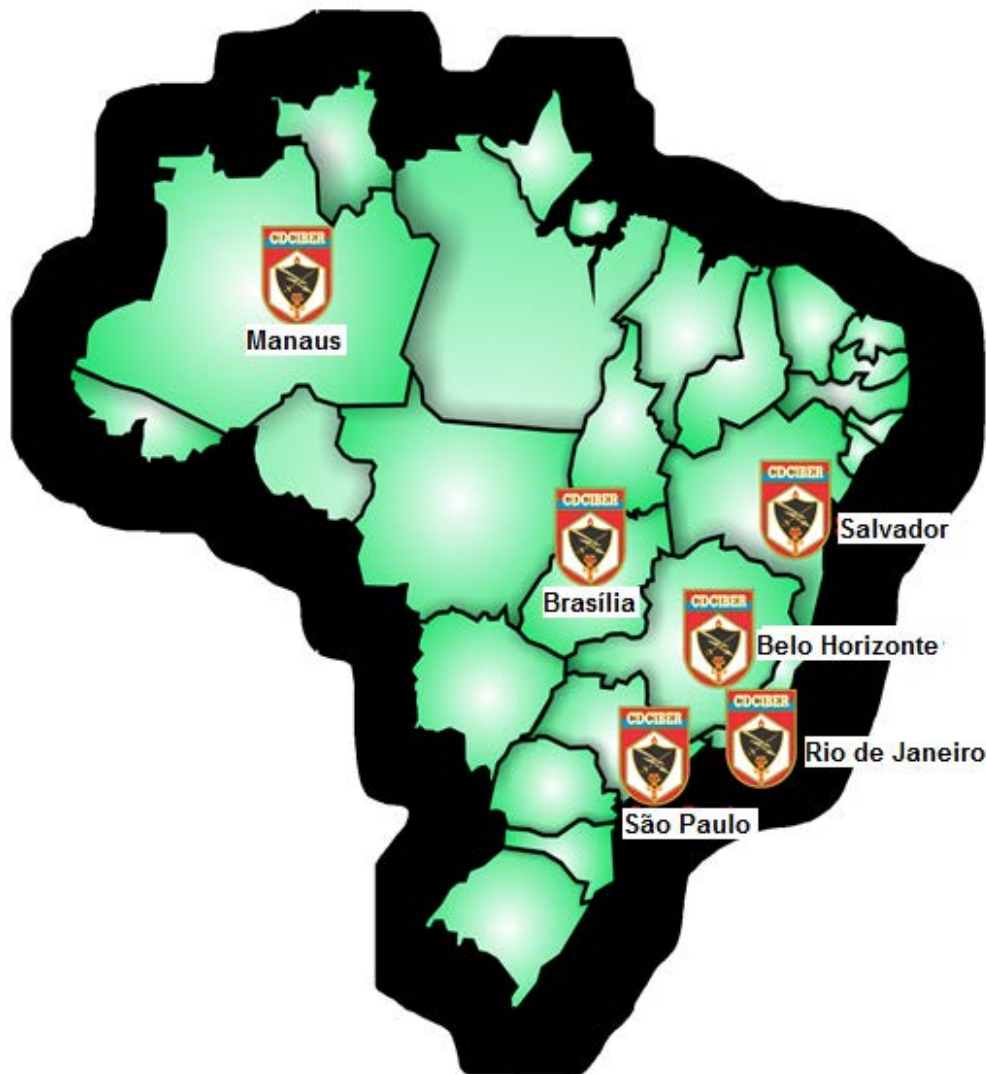 CDCIBER
Manaus
CDCIBER
Salvador
CDCIBER
Brasília
CDCIBER
Belo Horizonte
CDCIBER
Rio de Janeiro
CDCIBER
São Paulo